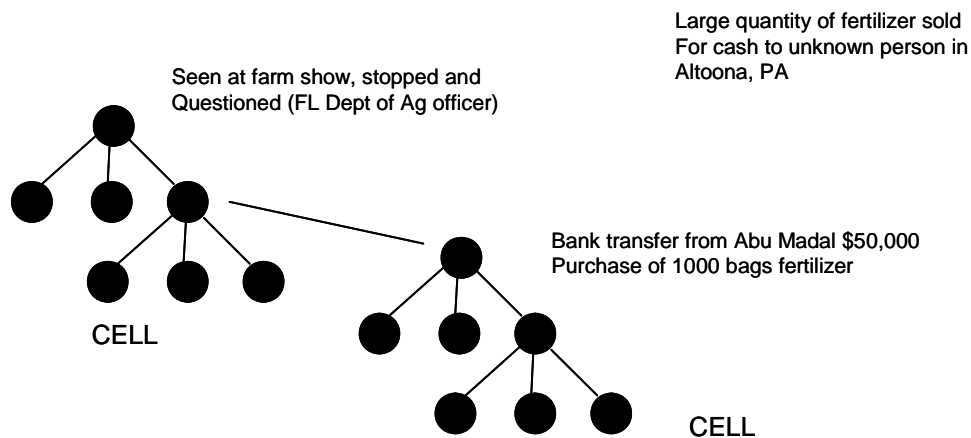 Large quantity of fertilizer sold
For cash to unknown person in
Altoona, PA
Seen at farm show, stopped and
Questioned (FL Dept of Ag officer)
Bank transfer from Abu Madal $50,000
Purchase of 1000 bags fertilizer
CELL
CELL